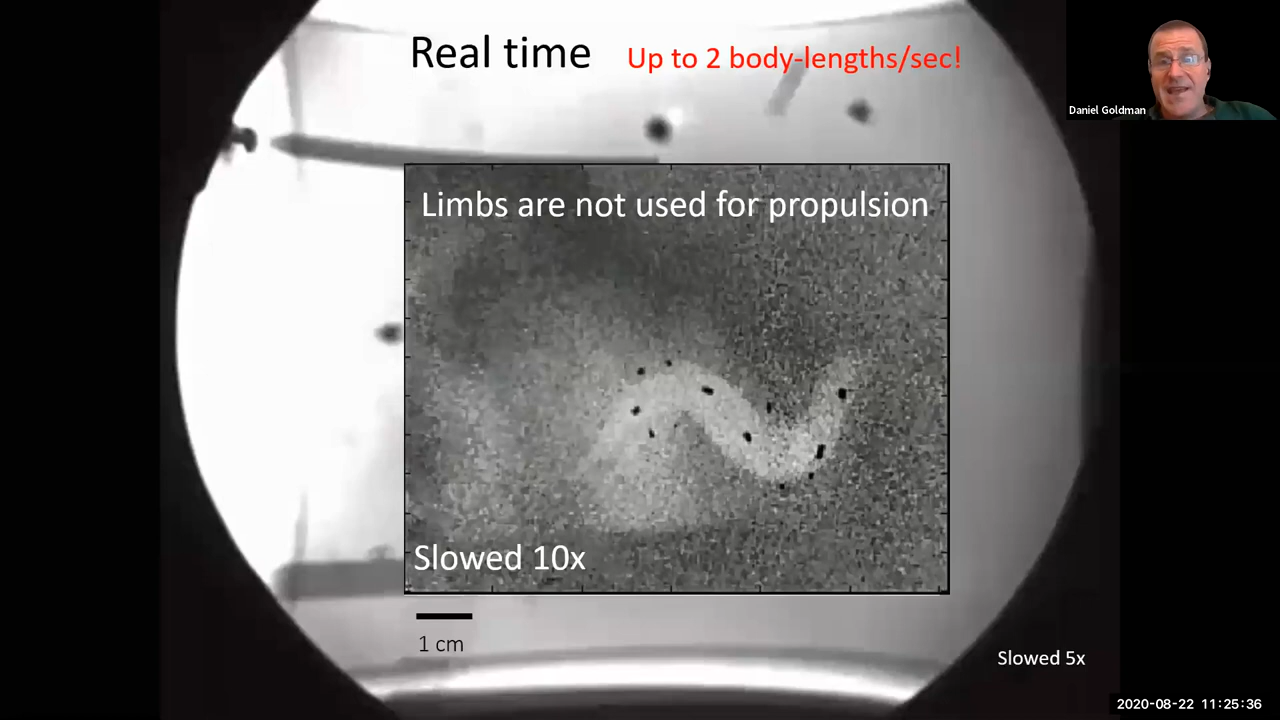 Real time
Up to 2 body-lengths/sec!
Daniel Goldman
Limbs are not used for propulsion
Slowed 10x
1 cm
Slowed 5x
2020-08-22 11:25:36